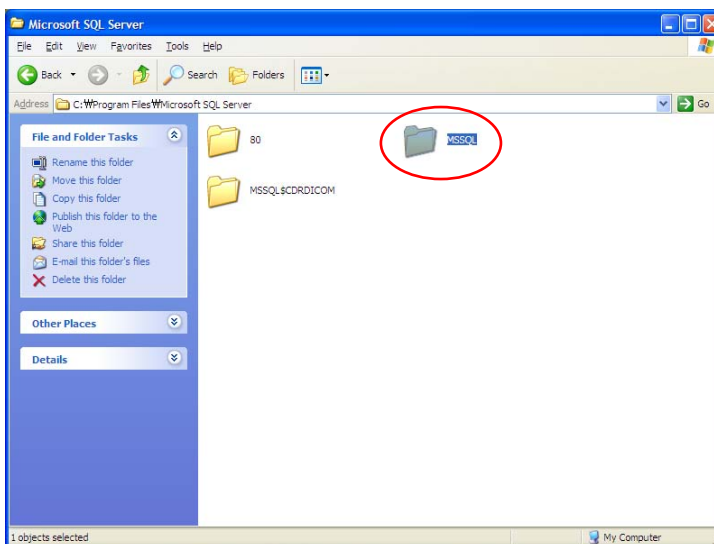 Microsoft SQL Server
File Edit View Favorites Tools Help
Back Search Folders
Address C:₩Program Files₩Microsoft SQL Server Go
File and Folder Tasks
Rename this folder
Move this folder
Copy this folder
Publish this folder to the
Web
Share this folder
E-mail this folder's files
Delete this folder
Other Places
Details
80 MSSQL
MSSQL$CDRDICOM
1 objects selected My Computer